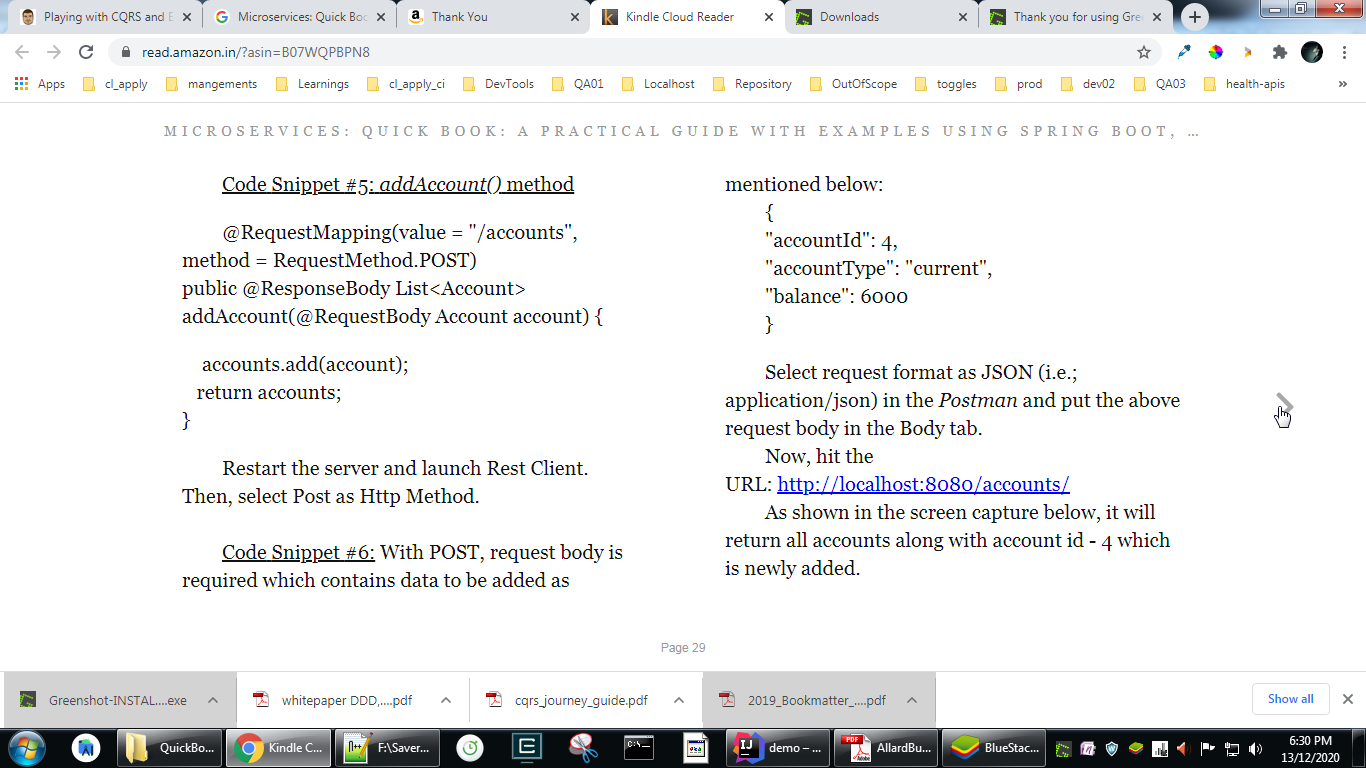 Playing with CQRS and E
Microservices: Quick Boo
Thank You
Kindle Cloud Reader
Downloads
Thank you for using Gre
read.amazon.in/?asin=B07WQPBPN8
Apps
cl_apply
mangements
Learnings
cl_apply_ci
DevTools
QA01
Localhost
Repository
OutOfScope
toggles
prod
dev02
QA03
health-apis
»
MICROSERVICES: QUICK BOOK: A PRACTICAL GUIDE WITH EXAMPLES USING SPRING BOOT, …
Code Snippet #5: addAccount() method
@RequestMapping(value = "/accounts",
method = RequestMethod.POST)
public @ResponseBody List<Account>
addAccount(@RequestBody Account account) {
accounts.add(account);
return accounts;
}
Restart the server and launch Rest Client.
Then, select Post as Http Method.
Code Snippet #6: With POST, request body is
required which contains data to be added as
mentioned below:
{
"accountId": 4,
"accountType": "current",
"balance": 6000
}
Select request format as JSON (i.e.;
application/json) in the Postman and put the above
request body in the Body tab.
Now, hit the
URL: http://localhost:8080/accounts/
As shown in the screen capture below, it will
return all accounts along with account id - 4 which
is newly added.
Page 29
Greenshot-INSTAL....exe
whitepaper DDD,....pdf
cqrs_journey_guide.pdf
2019_Bookmatter_....pdf
Show all
QuickBo...
Kindle C...
F:\Saver...
demo – ...
AllardBu...
BlueStac...
6:30 PM
13/12/2020